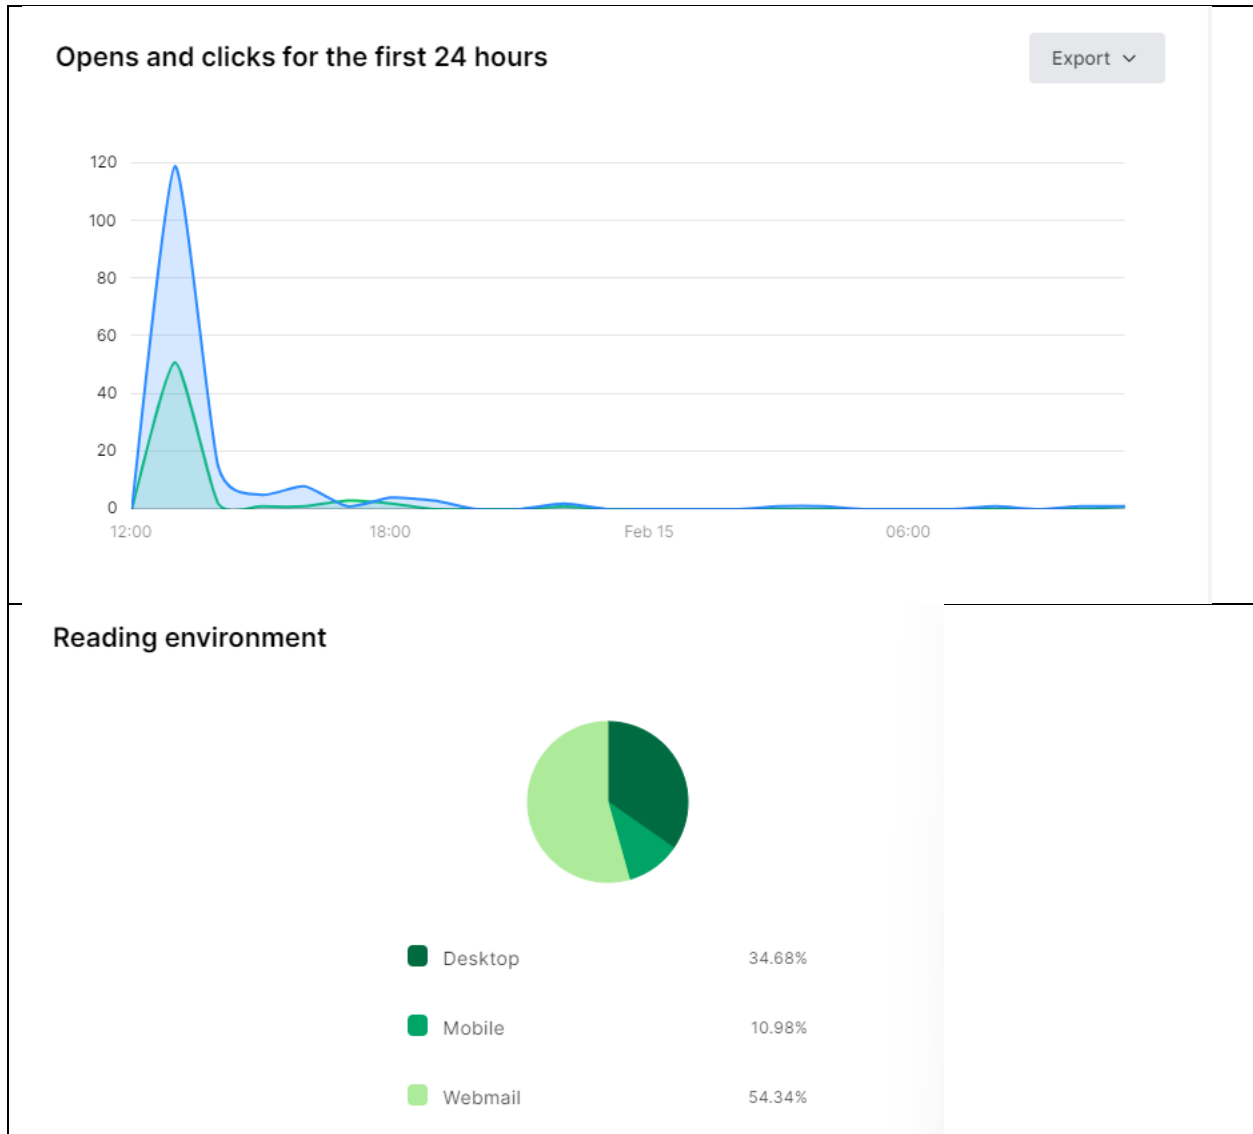 Opens and clicks for the first 24 hours
Export
120
100
80
60
40
20
0
12:00 18:00 Feb 15 06:00
Reading environment
Desktop 34.68%
Mobile 10.98%
Webmail 54.34%